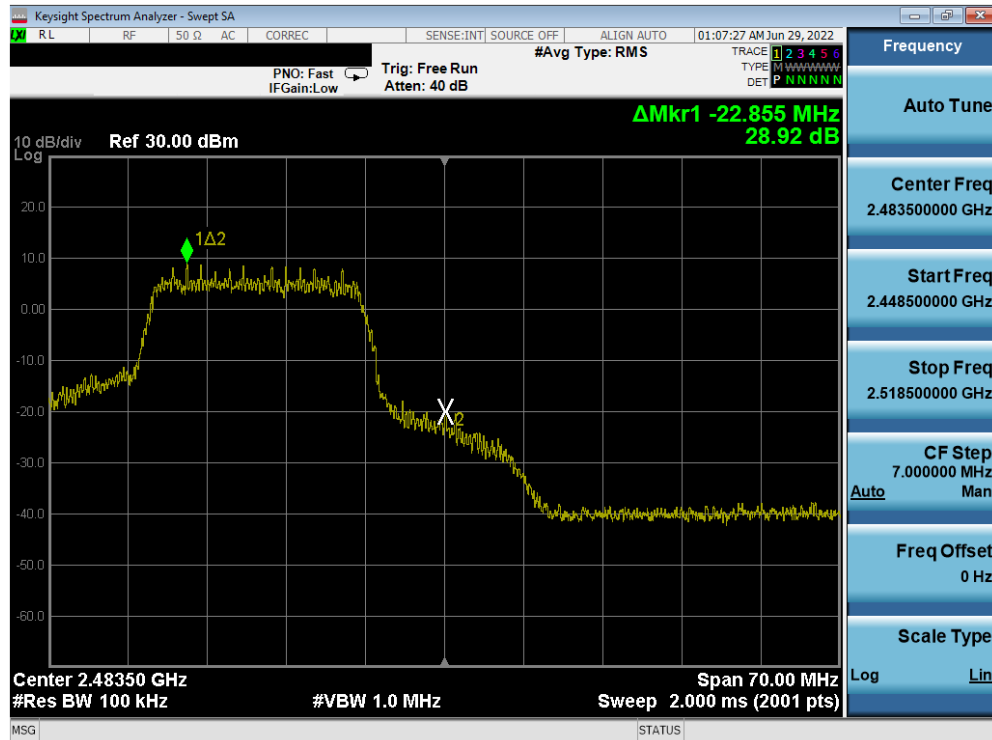 Keysight Spectrum Analyzer - Swept SA
LXI RL RF 50 Ω AC CORREC SENSE:INT SOURCE OFF ALIGN AUTO 01:07:27 AM Jun 29, 2022
#Avg Type: RMS
TRACE 1 2 3 4 5 6
PNO: Fast Trig: Free Run
TYPE M W W W W W
IFGain:Low Atten: 40 dB
DET P N N N N N
ΔMkr1 -22.855 MHz
28.92 dB
10 dB/div Ref 30.00 dBm
Log
20.0
1Δ2
10.0
0.00
-10.0
-20.0
X2
-30.0
-40.0
-50.0
-60.0
Center 2.48350 GHz Span 70.00 MHz
#Res BW 100 kHz #VBW 1.0 MHz Sweep 2.000 ms (2001 pts)
MSG STATUS
Frequency
Auto Tune
Center Freq
2.483500000 GHz
Start Freq
2.448500000 GHz
Stop Freq
2.518500000 GHz
CF Step
7.000000 MHz
Auto Man
Freq Offset
0 Hz
Scale Type
Log Lin